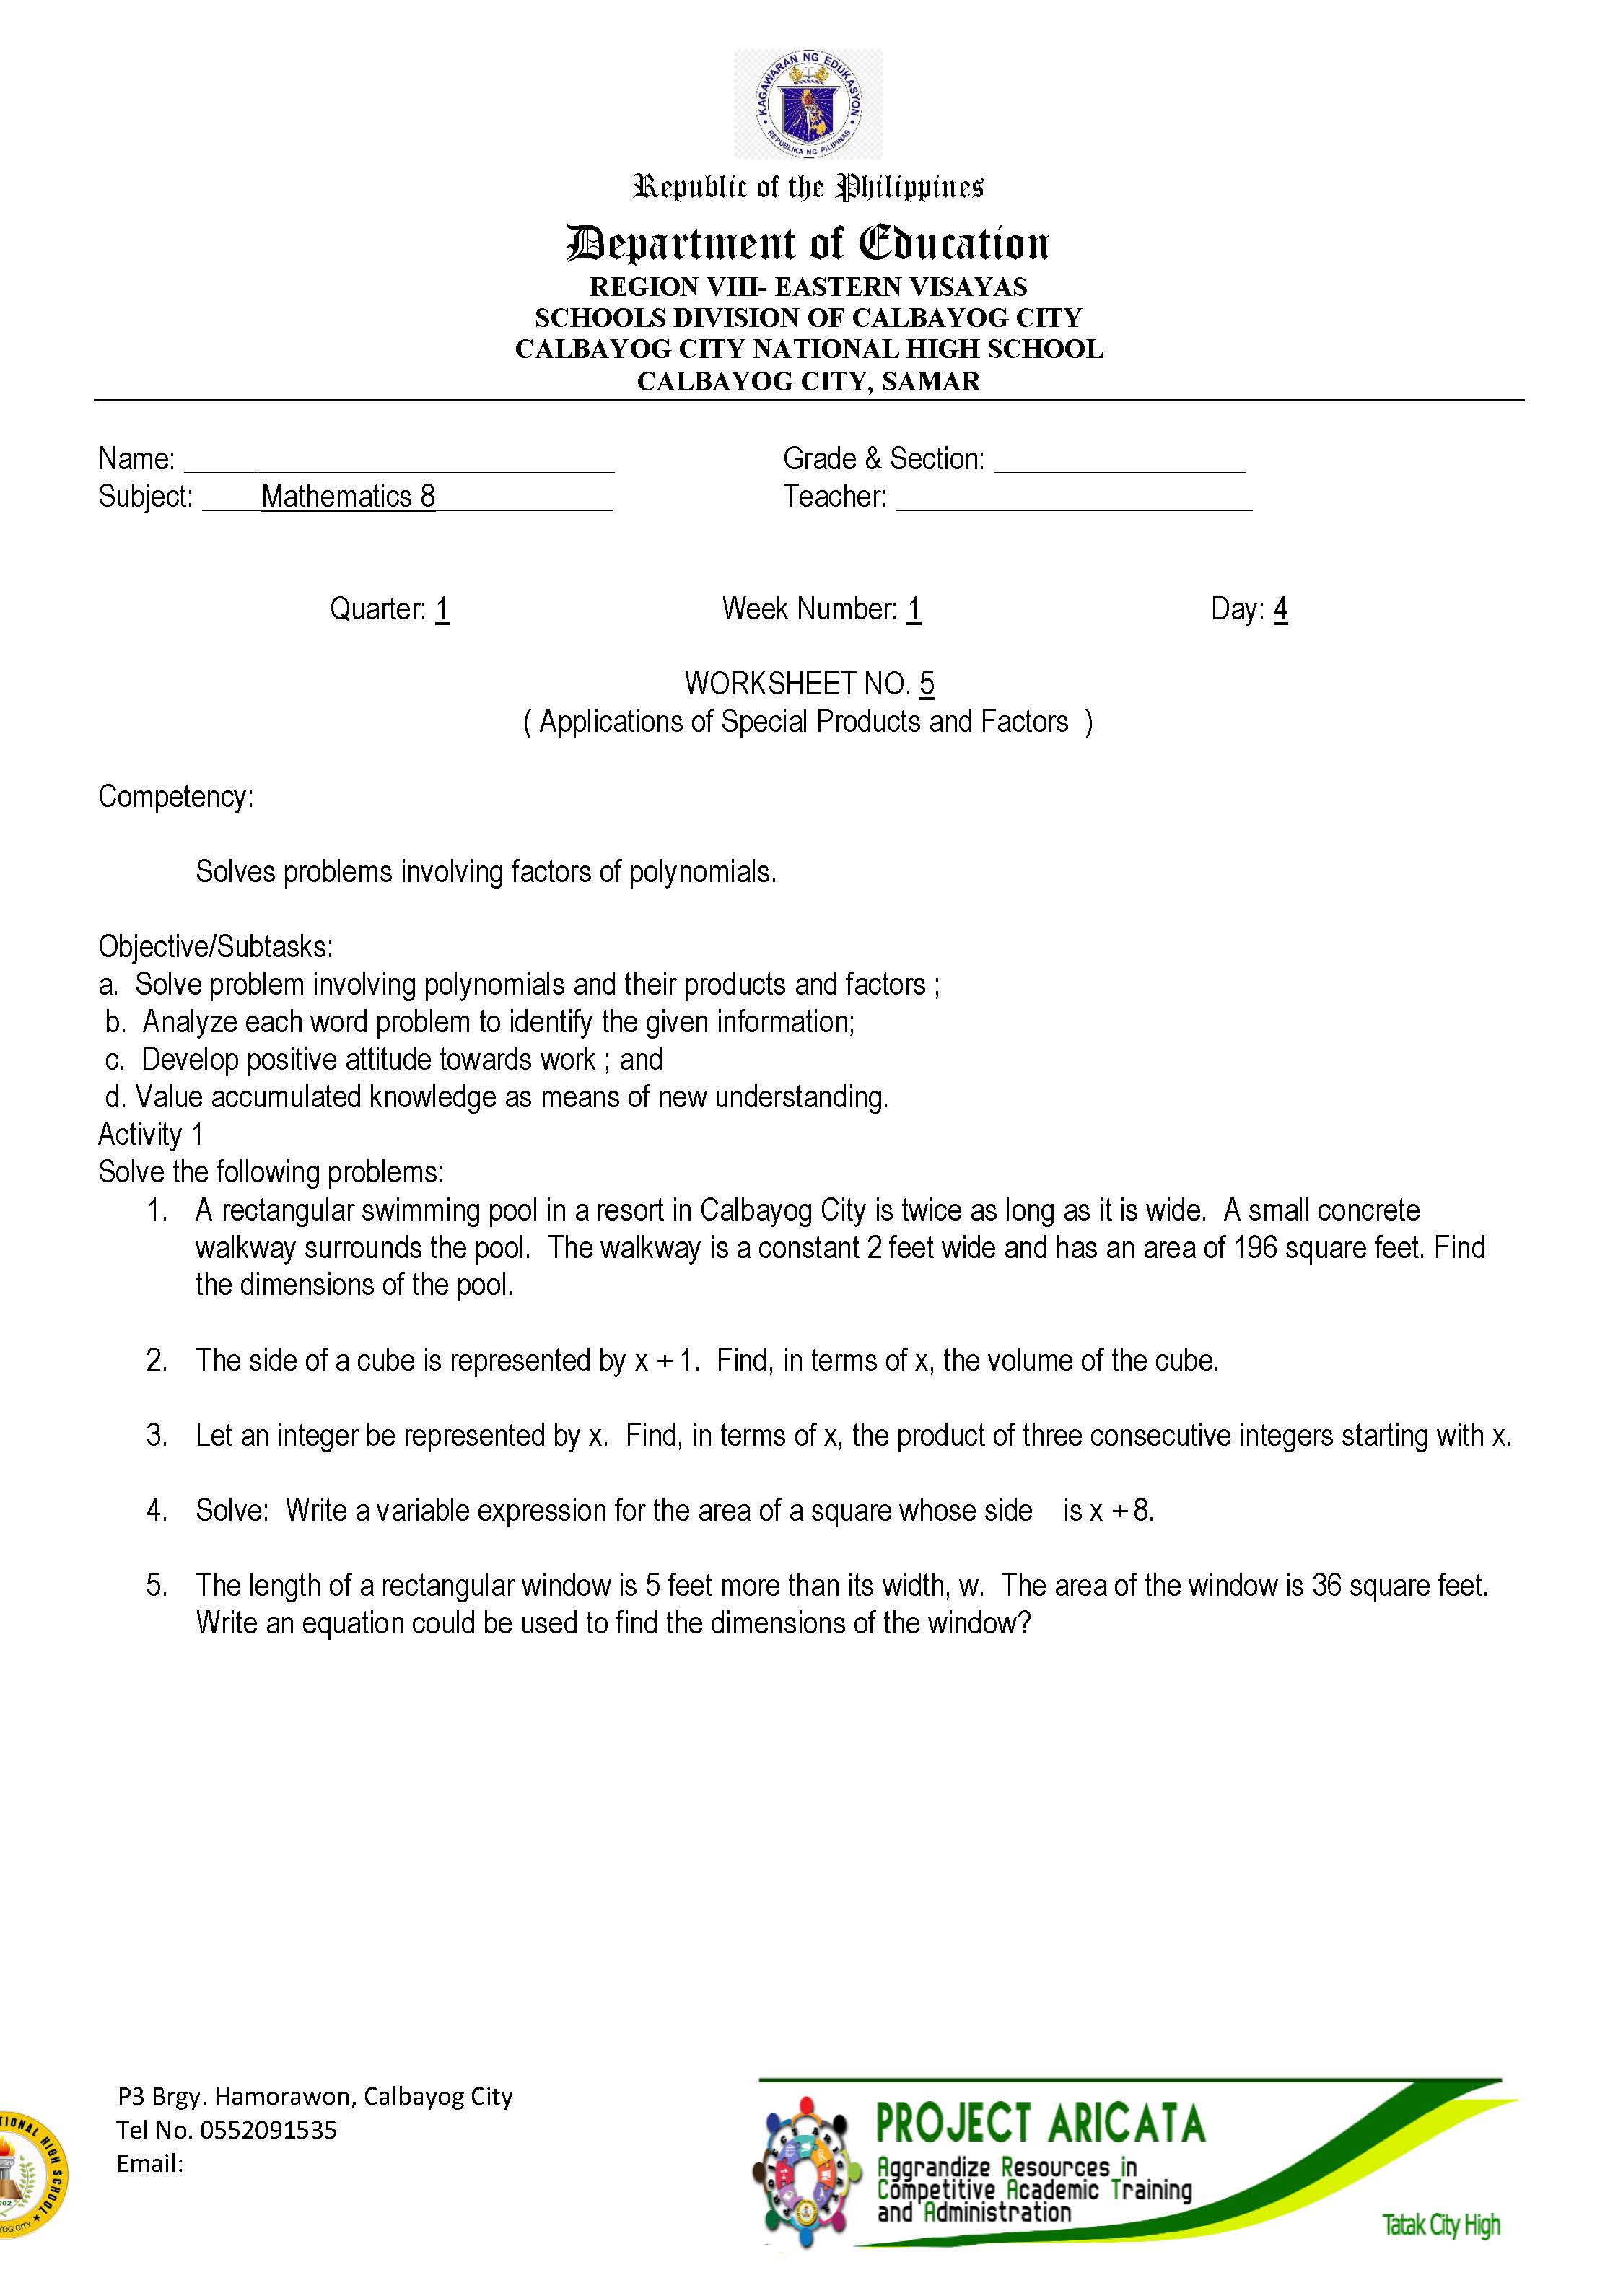 KAGAWARAN NG EDUKASYON
REPUBLIKA NG PILIPINAS
Republic of the Philippines
Department of Education
REGION VIII- EASTERN VISAYAS
SCHOOLS DIVISION OF CALBAYOG CITY
CALBAYOG CITY NATIONAL HIGH SCHOOL
CALBAYOG CITY, SAMAR
Name: ____________________________ Grade & Section: _________________
Subject: ____Mathematics 8____________ Teacher: ________________________
Quarter: 1 Week Number: 1 Day: 4
WORKSHEET NO. 5
( Applications of Special Products and Factors )
Competency:
Solves problems involving factors of polynomials.
Objective/Subtasks:
a. Solve problem involving polynomials and their products and factors ;
b. Analyze each word problem to identify the given information;
c. Develop positive attitude towards work ; and
d. Value accumulated knowledge as means of new understanding.
Activity 1
Solve the following problems:
1. A rectangular swimming pool in a resort in Calbayog City is twice as long as it is wide. A small concrete
walkway surrounds the pool. The walkway is a constant 2 feet wide and has an area of 196 square feet. Find
the dimensions of the pool.
2. The side of a cube is represented by x + 1. Find, in terms of x, the volume of the cube.
3. Let an integer be represented by x. Find, in terms of x, the product of three consecutive integers starting with x.
4. Solve: Write a variable expression for the area of a square whose side is x + 8.
5. The length of a rectangular window is 5 feet more than its width, w. The area of the window is 36 square feet.
Write an equation could be used to find the dimensions of the window?
P3 Brgy. Hamorawon, Calbayog City
Tel No. 0552091535
Email:
TIONAL HIGH SCHOOL
002
YOG CITY
PROJECT ARICATA
Aggrandize Resources in
Competitive Academic Training
and Administration
Tatak City High